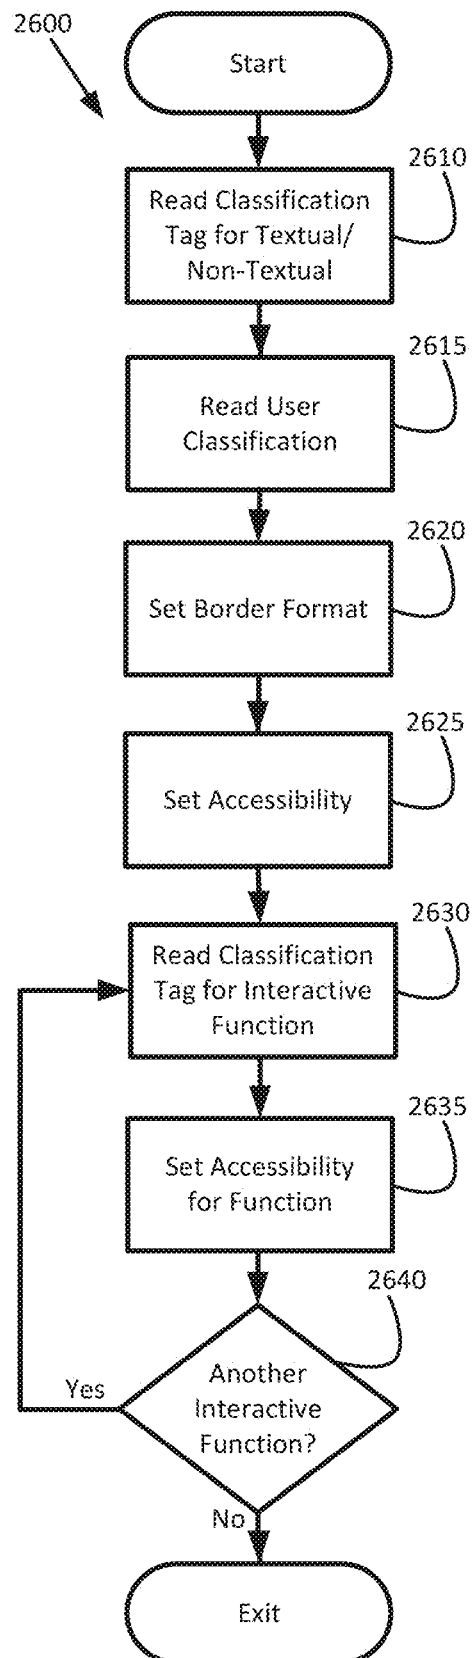 2600
Start
2610
Read Classification
Tag for Textual/
Non-Textual
2615
Read User
Classification
2620
Set Border Format
2625
Set Accessibility
2630
Read Classification
Tag for Interactive
Function
2635
Set Accessibility
for Function
2640
Another
Interactive
Function?
Yes
No
Exit